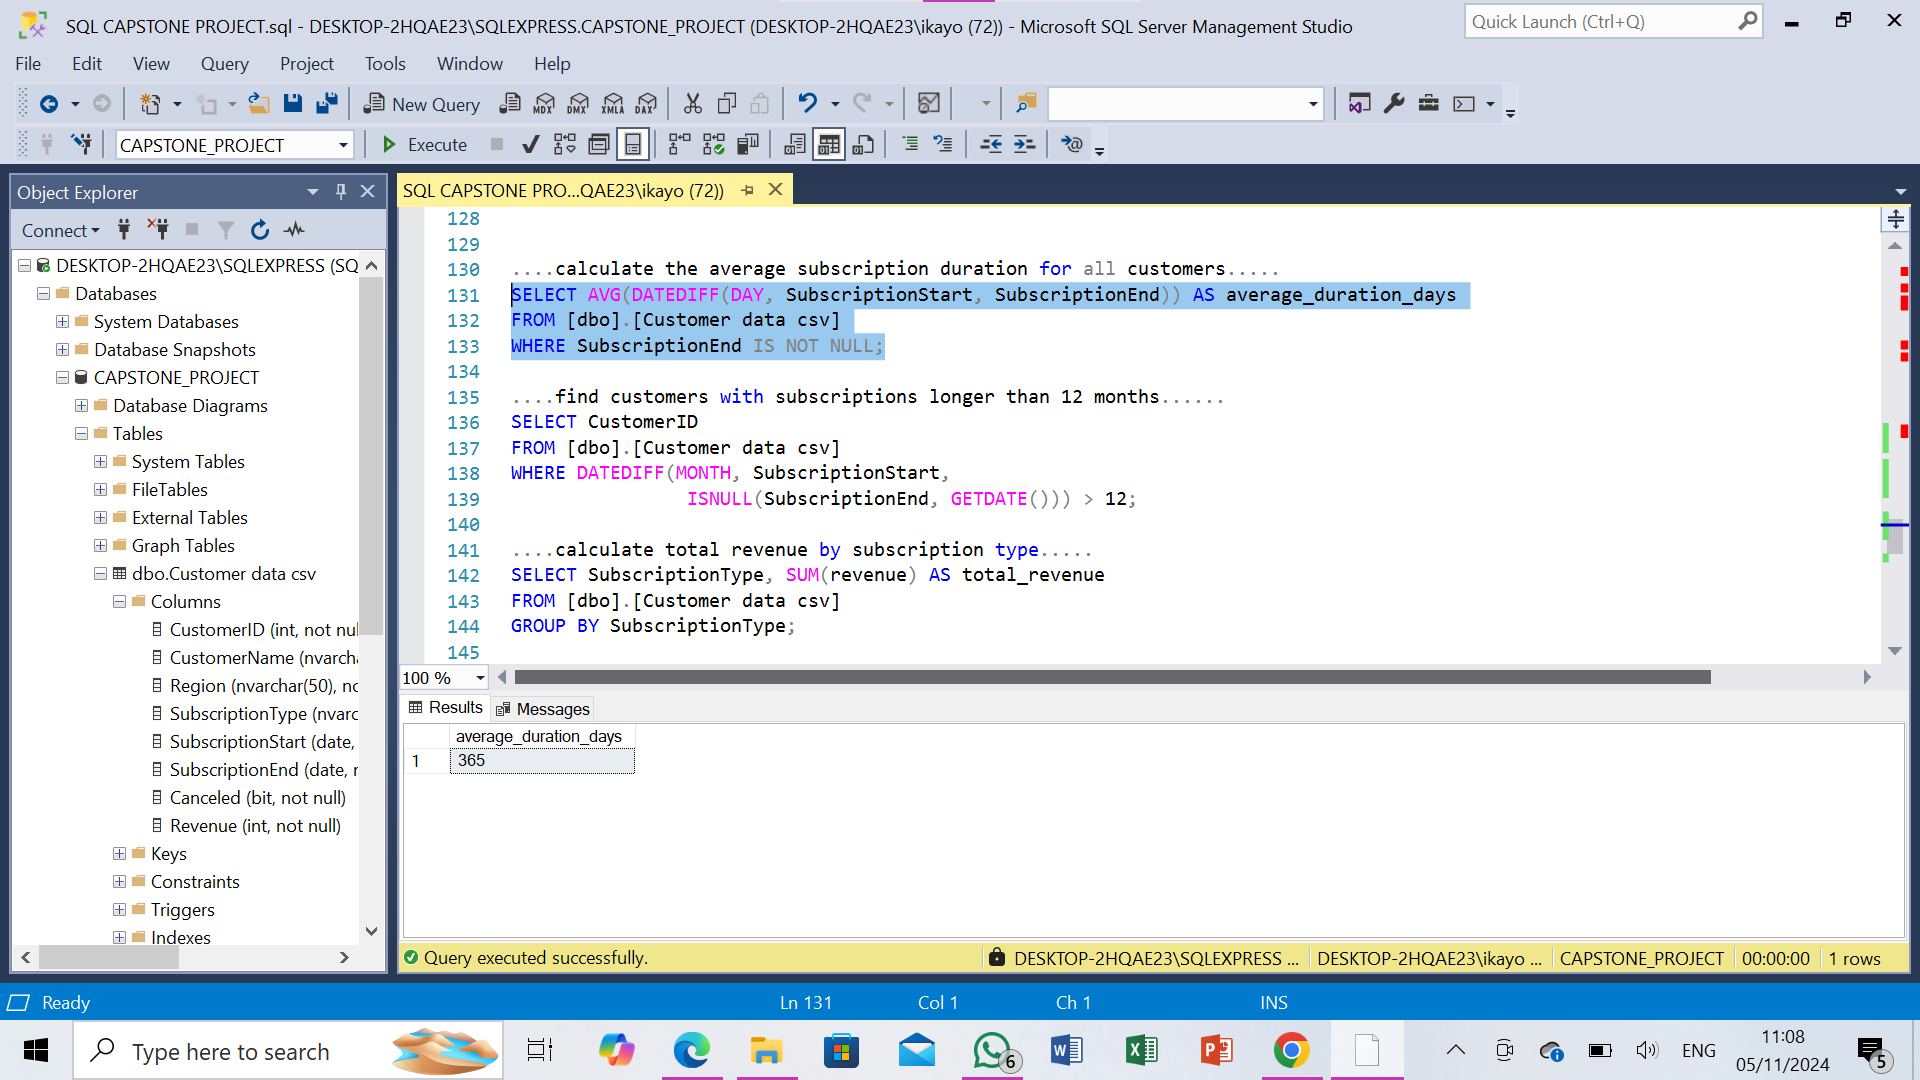 SQL CAPSTONE PROJECT.sql - DESKTOP-2HQAE23\SQLEXPRESS.CAPSTONE_PROJECT (DESKTOP-2HQAE23\ikayo (72)) - Microsoft SQL Server Management Studio
Quick Launch (Ctrl+Q)
File Edit View Query Project Tools Window Help
New Query MDX DMX XMLA DAX
CAPSTONE_PROJECT Execute
Object Explorer
Connect
DESKTOP-2HQAE23\SQLEXPRESS (SQ
Databases
System Databases
Database Snapshots
CAPSTONE_PROJECT
Database Diagrams
Tables
System Tables
FileTables
External Tables
Graph Tables
dbo.Customer data csv
Columns
CustomerID (int, not nul
CustomerName (nvarcha
Region (nvarchar(50), no
SubscriptionType (nvarc
SubscriptionStart (date,
SubscriptionEnd (date, r
Canceled (bit, not null)
Revenue (int, not null)
Keys
Constraints
Triggers
Indexes
SQL CAPSTONE PRO...QAE23\ikayo (72))
128
129
130 ....calculate the average subscription duration for all customers.....
131 SELECT AVG(DATEDIFF(DAY, SubscriptionStart, SubscriptionEnd)) AS average_duration_days
132 FROM [dbo].[Customer data csv]
133 WHERE SubscriptionEnd IS NOT NULL;
134
135 ....find customers with subscriptions longer than 12 months......
136 SELECT CustomerID
137 FROM [dbo].[Customer data csv]
138 WHERE DATEDIFF(MONTH, SubscriptionStart,
139 ISNULL(SubscriptionEnd, GETDATE())) > 12;
140
141 ....calculate total revenue by subscription type.....
142 SELECT SubscriptionType, SUM(revenue) AS total_revenue
143 FROM [dbo].[Customer data csv]
144 GROUP BY SubscriptionType;
145
100 %
Results Messages
average_duration_days
1 365
Query executed successfully. DESKTOP-2HQAE23\SQLEXPRESS ... DESKTOP-2HQAE23\ikayo ... CAPSTONE_PROJECT 00:00:00 1 rows
Ready Ln 131 Col 1 Ch 1 INS
Type here to search
6
ENG
11:08
05/11/2024
5